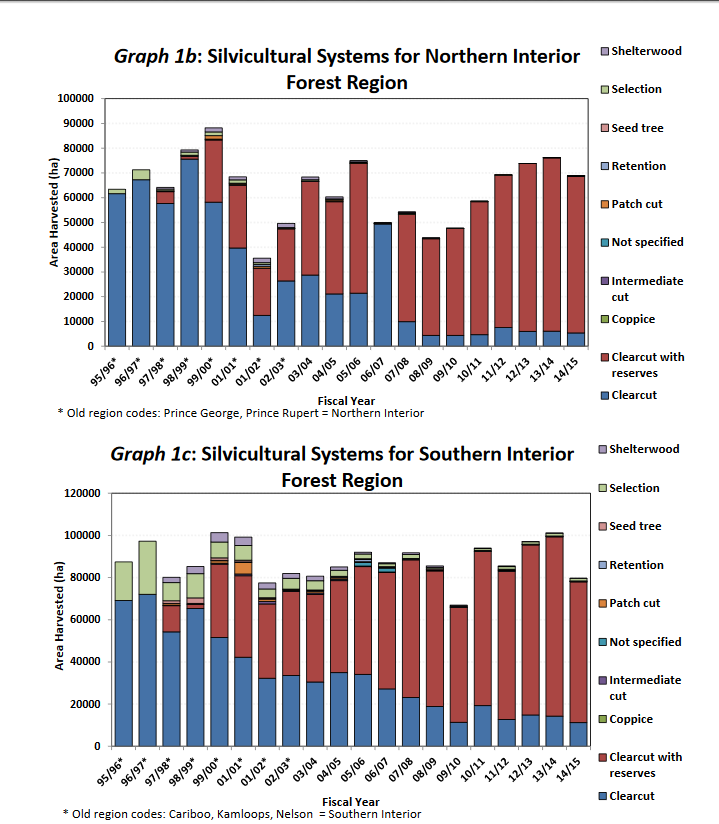 Graph 1b: Silvicultural Systems for Northern Interior
Forest Region
100000
90000
80000
70000
60000
50000
40000
30000
20000
10000
0
Area Harvested (ha)
95/96*
96/97*
97/98*
98/99*
99/00*
01/01*
01/02*
02/03*
03/04
04/05
05/06
06/07
07/08
08/09
09/10
10/11
11/12
12/13
13/14
14/15
Fiscal Year
* Old region codes: Prince George, Prince Rupert = Northern Interior
Shelterwood
Selection
Seed tree
Retention
Patch cut
Not specified
Intermediate
cut
Coppice
Clearcut with
reserves
Clearcut
Graph 1c: Silvicultural Systems for Southern Interior
Forest Region
120000
100000
80000
60000
40000
20000
0
Area Harvested (ha)
95/96*
96/97*
97/98*
98/99*
99/00*
01/01*
01/02*
02/03*
03/04
04/05
05/06
06/07
07/08
08/09
09/10
10/11
11/12
12/13
13/14
14/15
Fiscal Year
* Old region codes: Cariboo, Kamloops, Nelson = Southern Interior
Shelterwood
Selection
Seed tree
Retention
Patch cut
Not specified
Intermediate
cut
Coppice
Clearcut with
reserves
Clearcut